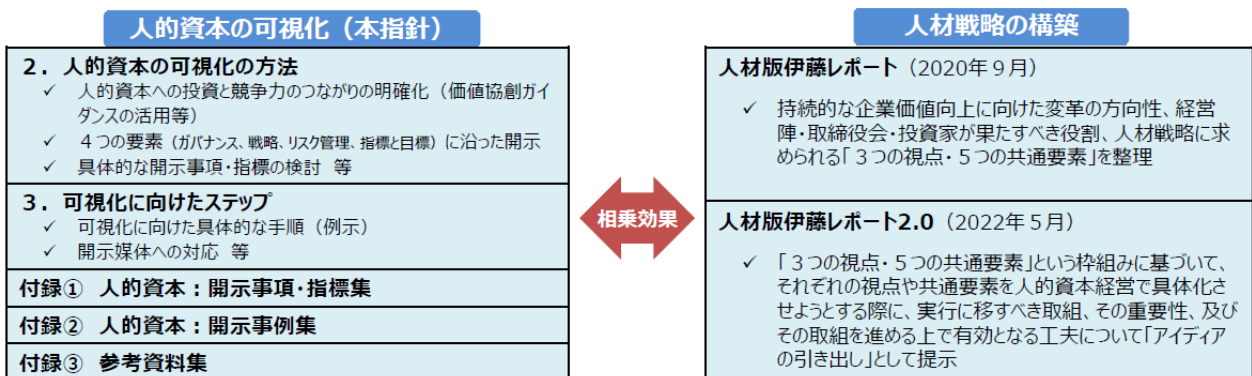 人的資本の可視化（本指針）
2．人的資本の可視化の方法
✓ 人的資本への投資と競争力のつながりの明確化（価値協創ガイ
ダンスの活用等）
✓ ４つの要素（ガバナンス、戦略、リスク管理、指標と目標）に沿った開示
✓ 具体的な開示事項・指標の検討 等
3．可視化に向けたステップ
✓ 可視化に向けた具体的な手順（例示）
✓ 開示媒体への対応 等
付録① 人的資本：開示事項・指標集
付録② 人的資本：開示事例集
付録③ 参考資料集
相乗効果
人材戦略の構築
人材版伊藤レポート（2020年９月）
✓ 持続的な企業価値向上に向けた変革の方向性、経営
陣・取締役会・投資家が果たすべき役割、人材戦略に求
められる「３つの視点・５つの共通要素」を整理
人材版伊藤レポート2.0（2022年５月）
✓ 「３つの視点・５つの共通要素」という枠組みに基づいて、
それぞれの視点や共通要素を人的資本経営で具体化さ
せようとする際に、実行に移すべき取組、その重要性、及び
その取組を進める上で有効となる工夫について「アイディア
の引き出し」として提示